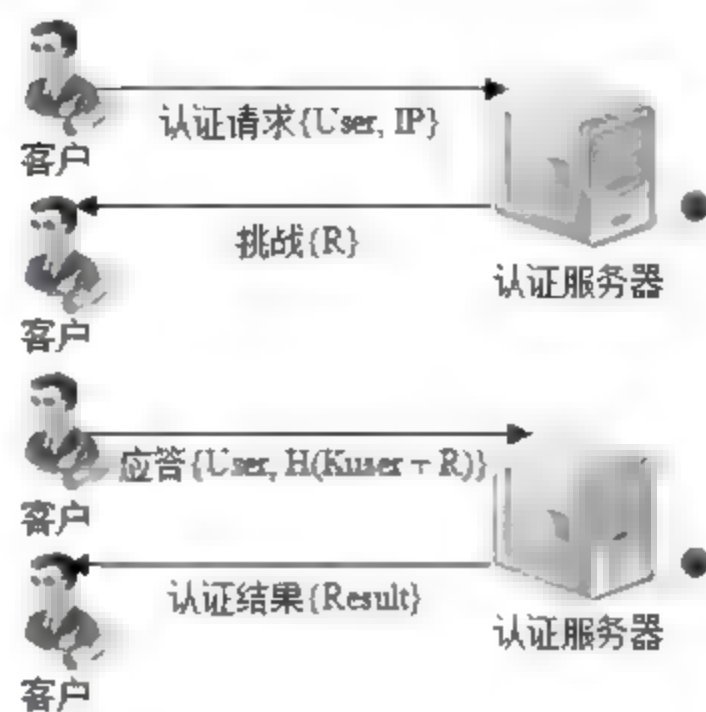 认证请求{User, IP}
客户
挑战{R}
认证服务器
客户
应答{User, H(Kuser + R)}
客户
认证结果{Result}
认证服务器
客户